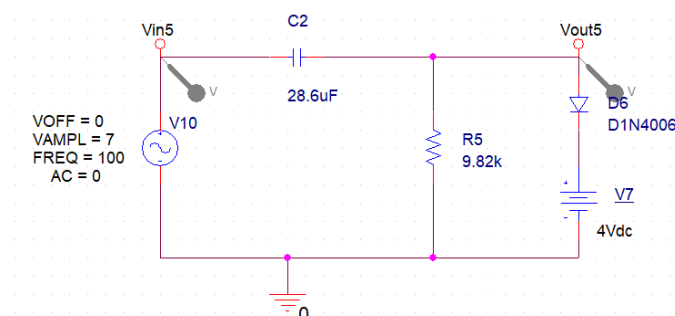 Vin5
C2
Vout5
V
V
28.6uF
D6
D1N4006
VOFF = 0
VAMPL = 7
FREQ = 100
AC = 0
V10
R5
9.82k
V7
4Vdc
0